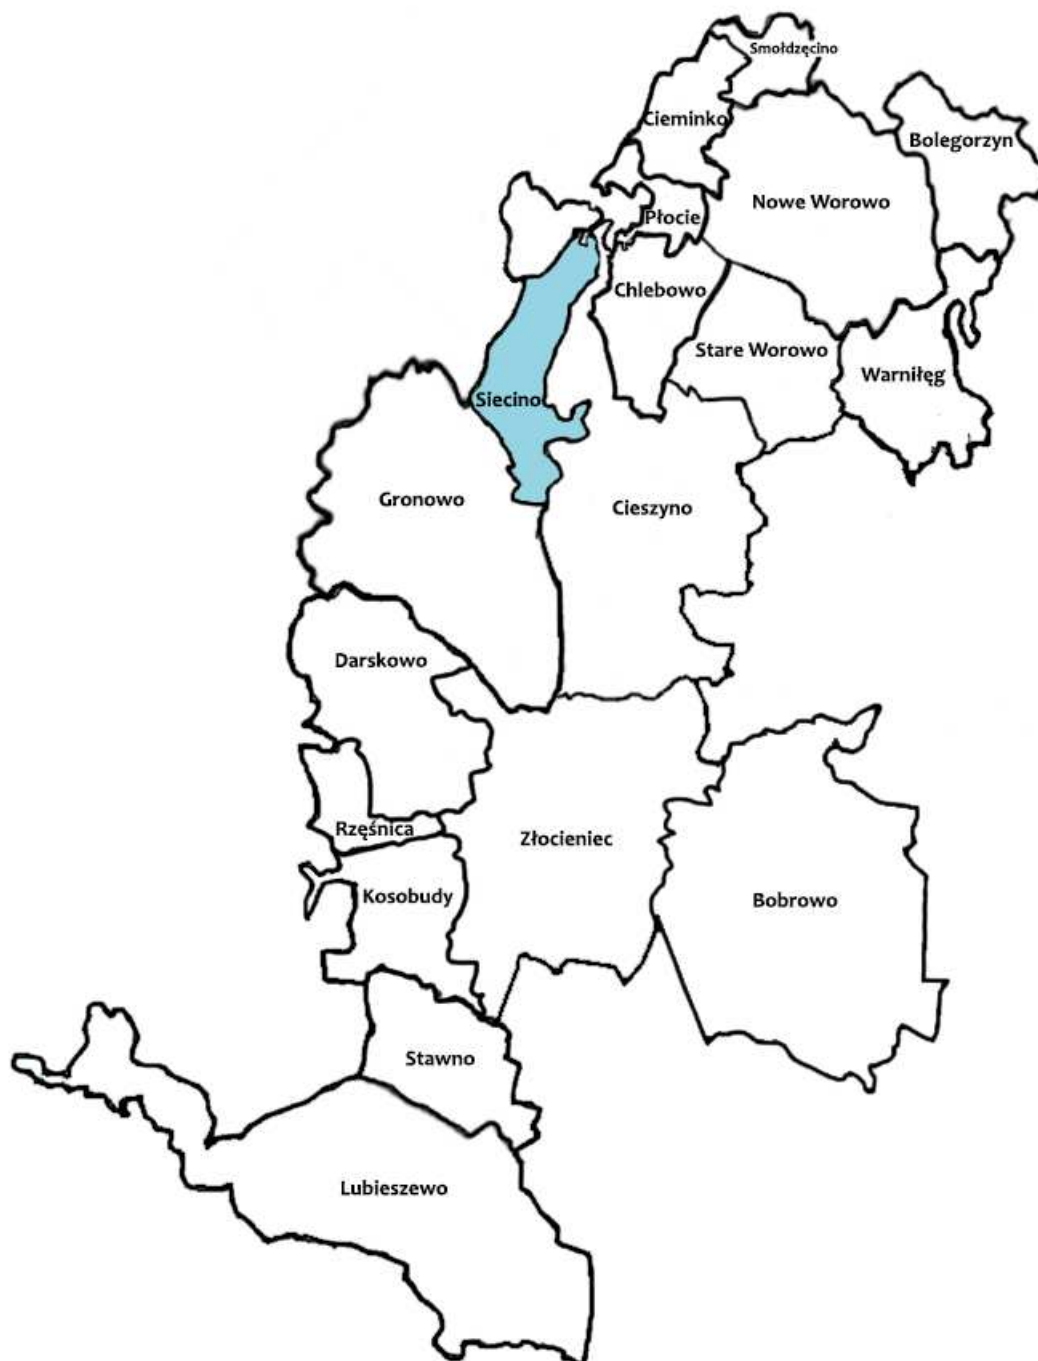 Smołdzęcino
Cieminko
Bolegorzyn
Nowe Worowo
Płocie
Chlebowo
Stare Worowo
Warniłęg
Siecino
Gronowo
Cieszyno
Darskowo
Rzęśnica
Złocieniec
Kosobudy
Bobrowo
Stawno
Lubieszewo